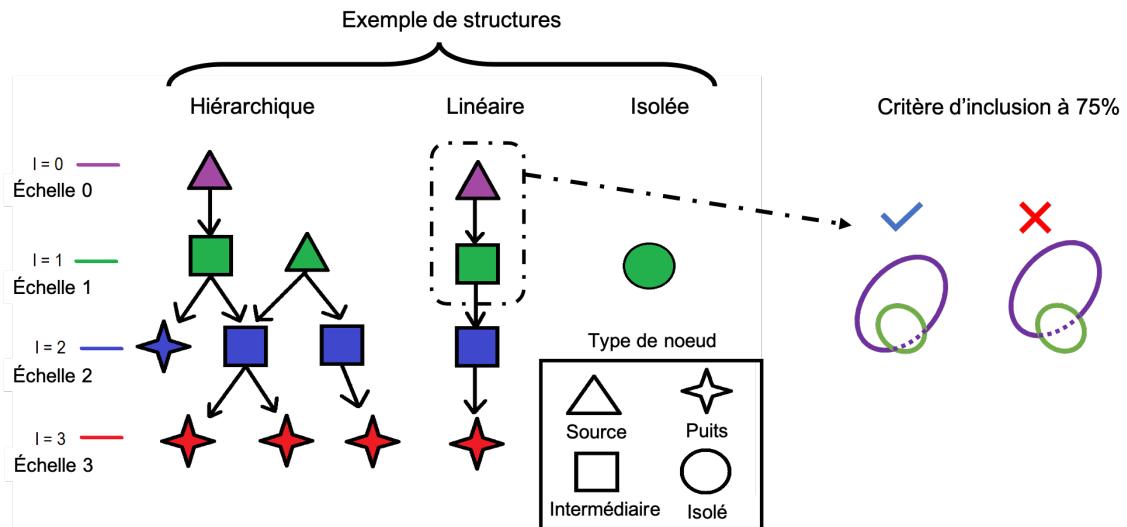 Exemple de structures
Hiérarchique
Linéaire
Isolée
Critère d'inclusion à 75%
l = 0
Échelle 0
l = 1
Échelle 1
l = 2
Échelle 2
l = 3
Échelle 3
Type de noeud
Source
Puits
Intermédiaire
Isolé